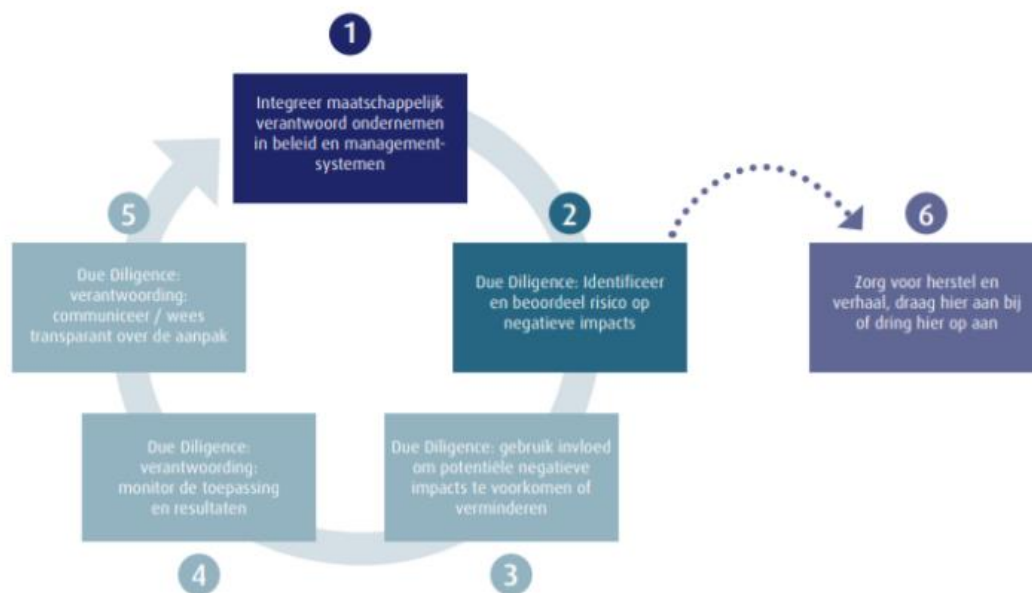 1
Integreer maatschappelijk
verantwoord ondernemen
in beleid en management-
systemen
2
Due Diligence: Identificeer
en beoordeel risico op
negatieve impacts
3
Due Diligence: gebruik invloed
om potentiële negatieve
impacts te voorkomen of
verminderen
4
Due Diligence:
verantwoording:
monitor de toepassing
en resultaten
5
Due Diligence:
verantwoording:
communiceer / wees
transparant over de aanpak
6
Zorg voor herstel en
verhaal, draag hier aan bij
of dring hier op aan